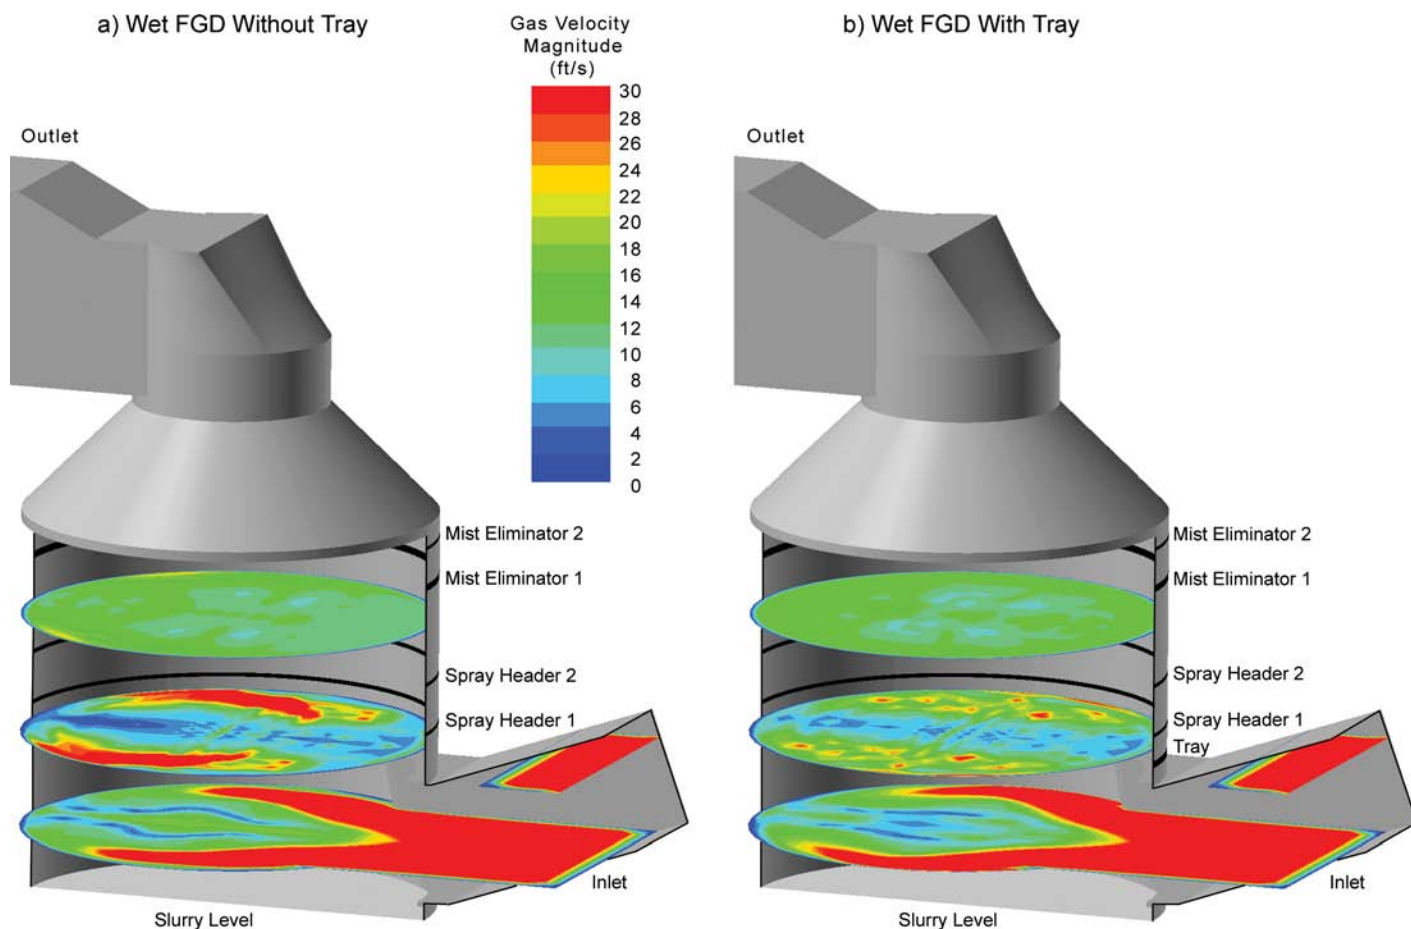 a) Wet FGD Without Tray
Gas Velocity
Magnitude
(ft/s)
30
28
26
24
22
20
18
16
14
12
10
8
6
4
2
0
Outlet
Mist Eliminator 2
Mist Eliminator 1
Spray Header 2
Spray Header 1
Inlet
Slurry Level
b) Wet FGD With Tray
Outlet
Mist Eliminator 2
Mist Eliminator 1
Spray Header 2
Spray Header 1
Tray
Inlet
Slurry Level